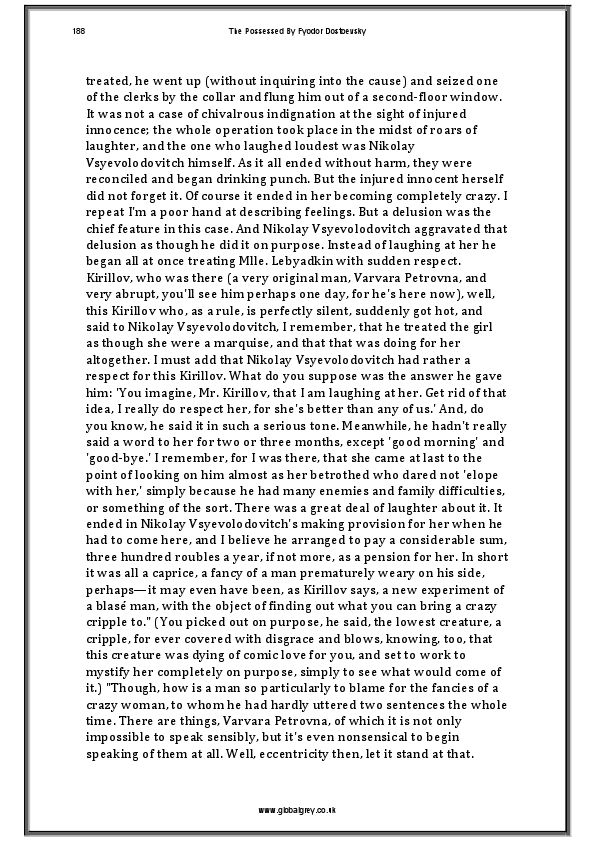 188
The Possessed By Fyodor Dostoevsky
treated, he went up (without inquiring into the cause) and seized one
of the clerks by the collar and flung him out of a second-floor window.
It was not a case of chivalrous indignation at the sight of injured
innocence; the whole operation took place in the midst of roars of
laughter, and the one who laughed loudest was Nikolay
Vsyevolodovitch himself. As it all ended without harm, they were
reconciled and began drinking punch. But the injured innocent herself
did not forget it. Of course it ended in her becoming completely crazy. I
repeat I'm a poor hand at describing feelings. But a delusion was the
chief feature in this case. And Nikolay Vsyevolodovitch aggravated that
delusion as though he did it on purpose. Instead of laughing at her he
began all at once treating Mlle. Lebyadkin with sudden respect.
Kirillov, who was there (a very original man, Varvara Petrovna, and
very abrupt, you'll see him perhaps one day, for he's here now), well,
this Kirillov who, as a rule, is perfectly silent, suddenly got hot, and
said to Nikolay Vsyevolodovitch, I remember, that he treated the girl
as though she were a marquise, and that that was doing for her
altogether. I must add that Nikolay Vsyevolodovitch had rather a
respect for this Kirillov. What do you suppose was the answer he gave
him: 'You imagine, Mr. Kirillov, that I am laughing at her. Get rid of that
idea, I really do respect her, for she's better than any of us.' And, do
you know, he said it in such a serious tone. Meanwhile, he hadn't really
said a word to her for two or three months, except 'good morning' and
'good-bye.' I remember, for I was there, that she came at last to the
point of looking on him almost as her betrothed who dared not 'elope
with her,' simply because he had many enemies and family difficulties,
or something of the sort. There was a great deal of laughter about it. It
ended in Nikolay Vsyevolodovitch's making provision for her when he
had to come here, and I believe he arranged to pay a considerable sum,
three hundred roubles a year, if not more, as a pension for her. In short
it was all a caprice, a fancy of a man prematurely weary on his side,
perhaps—it may even have been, as Kirillov says, a new experiment of
a blasé man, with the object of finding out what you can bring a crazy
cripple to." (You picked out on purpose, he said, the lowest creature, a
cripple, for ever covered with disgrace and blows, knowing, too, that
this creature was dying of comic love for you, and set to work to
mystify her completely on purpose, simply to see what would come of
it.) "Though, how is a man so particularly to blame for the fancies of a
crazy woman, to whom he had hardly uttered two sentences the whole
time. There are things, Varvara Petrovna, of which it is not only
impossible to speak sensibly, but it's even nonsensical to begin
speaking of them at all. Well, eccentricity then, let it stand at that.
www.globalgrey.co.uk